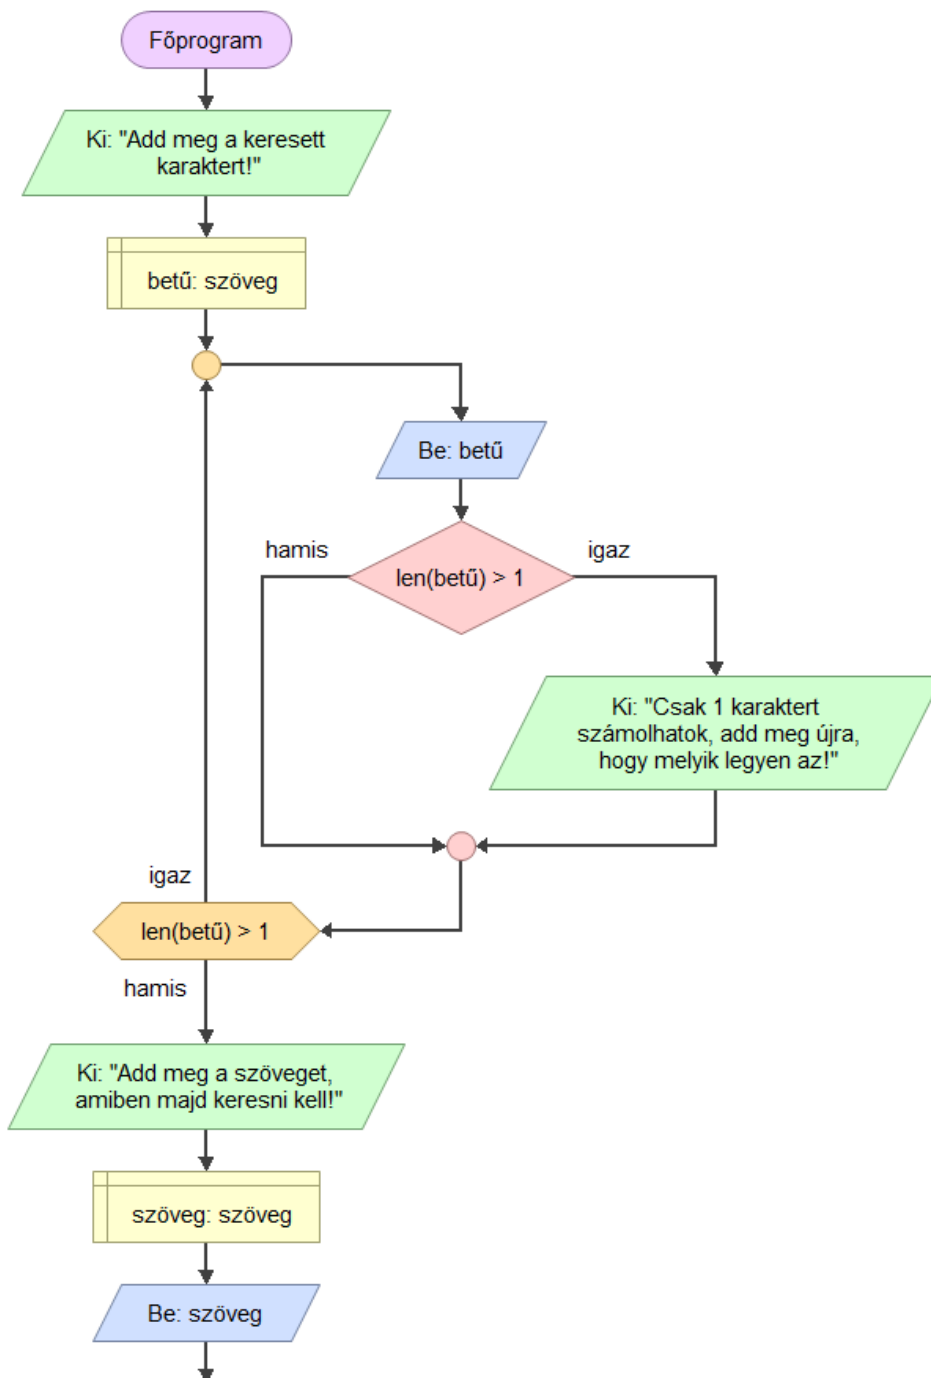 Főprogram
Ki: "Add meg a keresett
karaktert!"
betű: szöveg
Be: betű
hamis
igaz
len(betű) > 1
Ki: "Csak 1 karaktert
számolhatok, add meg újra,
hogy melyik legyen az!"
igaz
len(betű) > 1
hamis
Ki: "Add meg a szöveget,
amiben majd keresni kell!"
szöveg: szöveg
Be: szöveg